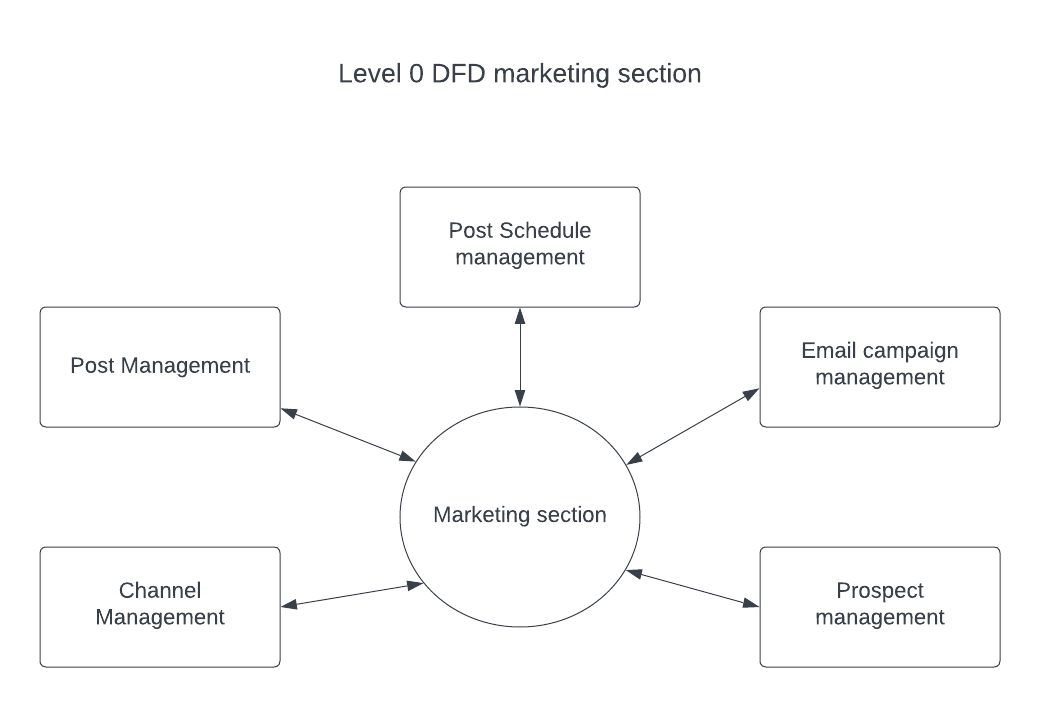 Level 0 DFD marketing section
Post Schedule
management
Post Management
Email campaign
management
Marketing section
Channel
Management
Prospect
management